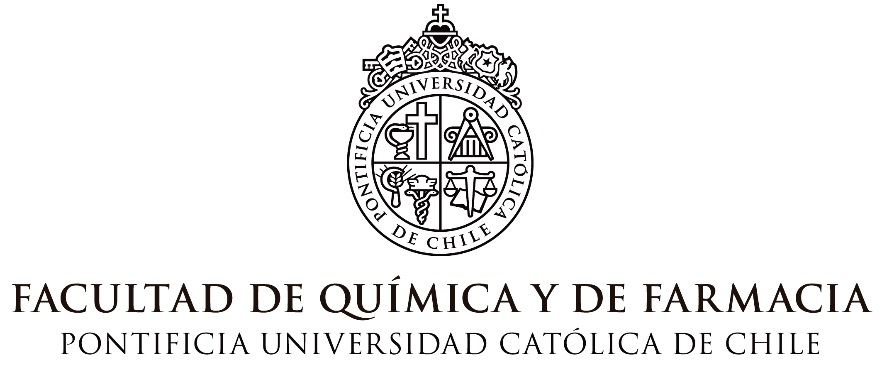 PONTIFICIA UNIVERSIDAD CATÓLICA
DE CHILE
FACULTAD DE QUÍMICA Y DE FARMACIA
PONTIFICIA UNIVERSIDAD CATÓLICA DE CHILE